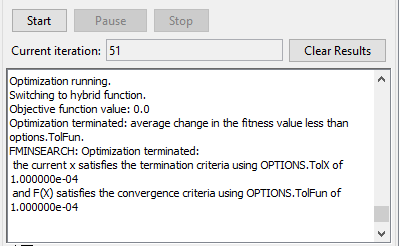 Start Pause Stop
Current iteration: 51 Clear Results
Optimization running.
Switching to hybrid function.
Objective function value: 0.0
Optimization terminated: average change in the fitness value less than
options.TolFun.
FMINSEARCH: Optimization terminated:
the current x satisfies the termination criteria using OPTIONS.TolX of
1.000000e-04
and F(X) satisfies the convergence criteria using OPTIONS.TolFun of
1.000000e-04